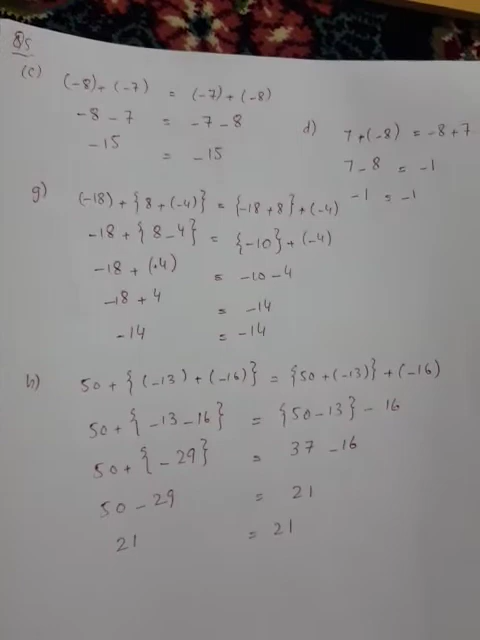 Q5
(c) (-8)+(-7) = (-7)+(-8)
-8-7 = -7-8
-15 = -15
d) 7+(-8) = -8+7
7-8 = -1
-1 = -1
g) (-18)+{8+(-4)} = {-18+8}+(-4)
-18+{8-4} = {-10}+(-4)
-18+(4) = -10-4
-18+4 = -14
-14 = -14
h) 50+{(-13)+(-16)} = {50+(-13)}+(-16)
50+{-13-16} = {50-13}-16
50+{-29} = 37-16
50-29 = 21
21 = 21